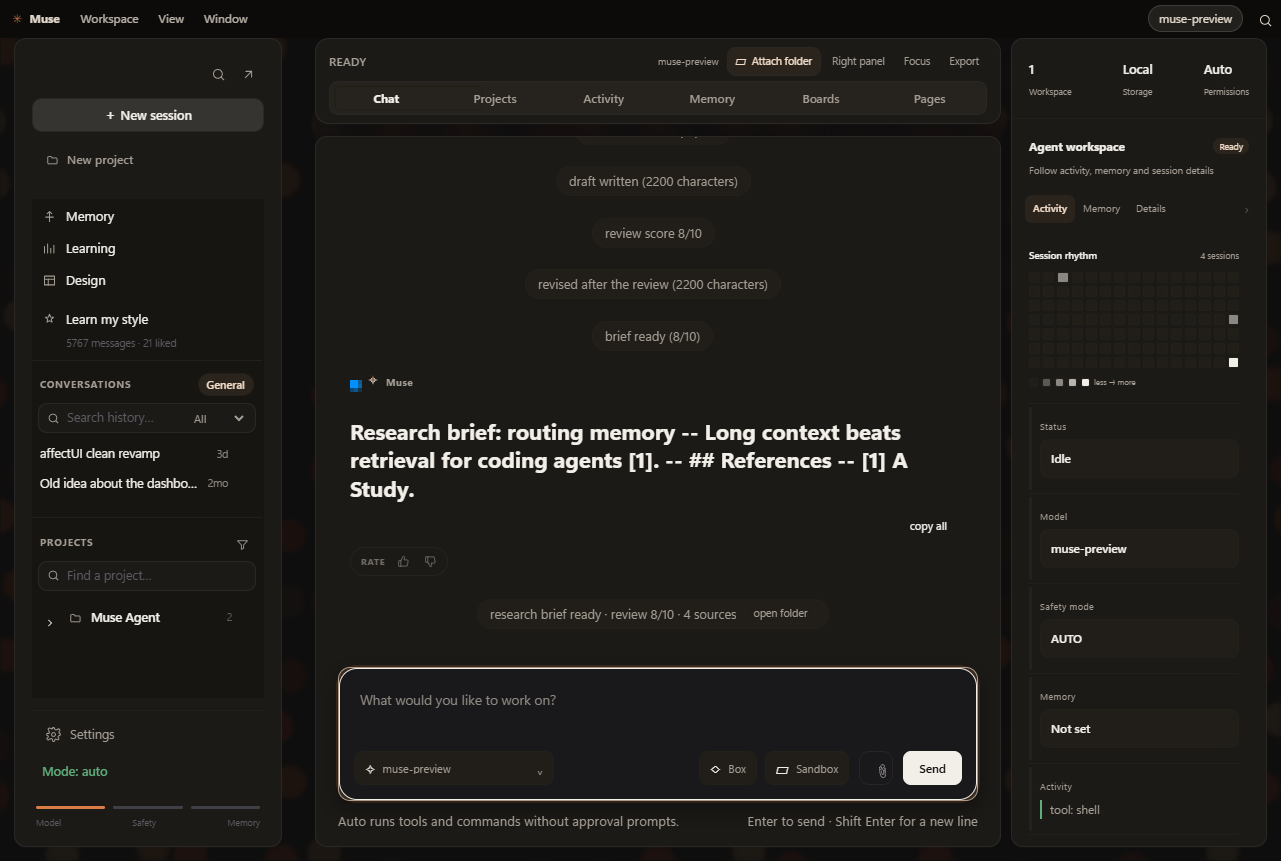 Muse
Workspace
View
Window
muse-preview
+ New session
New project
Memory
Learning
Design
Learn my style
5767 messages · 21 liked
CONVERSATIONS
General
Search history...
All
affectUI clean revamp
3d
Old idea about the dashbo...
2mo
PROJECTS
Find a project...
Muse Agent
2
Settings
Mode: auto
Model
Safety
Memory
READY
muse-preview
Attach folder
Right panel
Focus
Export
Chat
Projects
Activity
Memory
Boards
Pages
draft written (2200 characters)
review score 8/10
revised after the review (2200 characters)
brief ready (8/10)
Muse
Research brief: routing memory -- Long context beats
retrieval for coding agents [1]. -- ## References -- [1] A
Study.
copy all
RATE
research brief ready · review 8/10 · 4 sources
open folder
What would you like to work on?
muse-preview
Box
Sandbox
Send
Auto runs tools and commands without approval prompts.
Enter to send · Shift Enter for a new line
1
Workspace
Local
Storage
Auto
Permissions
Agent workspace
Ready
Follow activity, memory and session details
Activity
Memory
Details
Session rhythm
4 sessions
less → more
Status
Idle
Model
muse-preview
Safety mode
AUTO
Memory
Not set
Activity
tool: shell